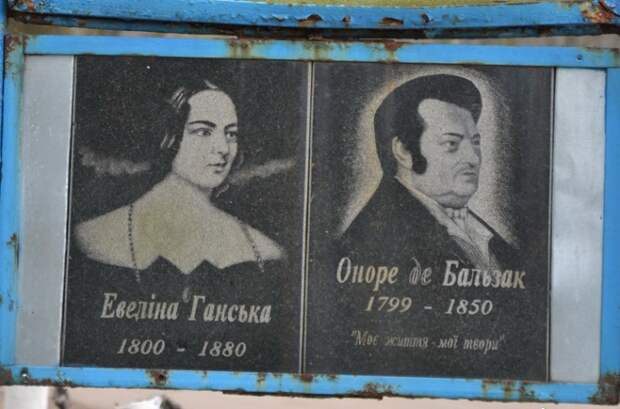 Евеліна Ганська
1800 - 1880
Оноре де Бальзак
1799 - 1850
"Моє життя - мої твори"